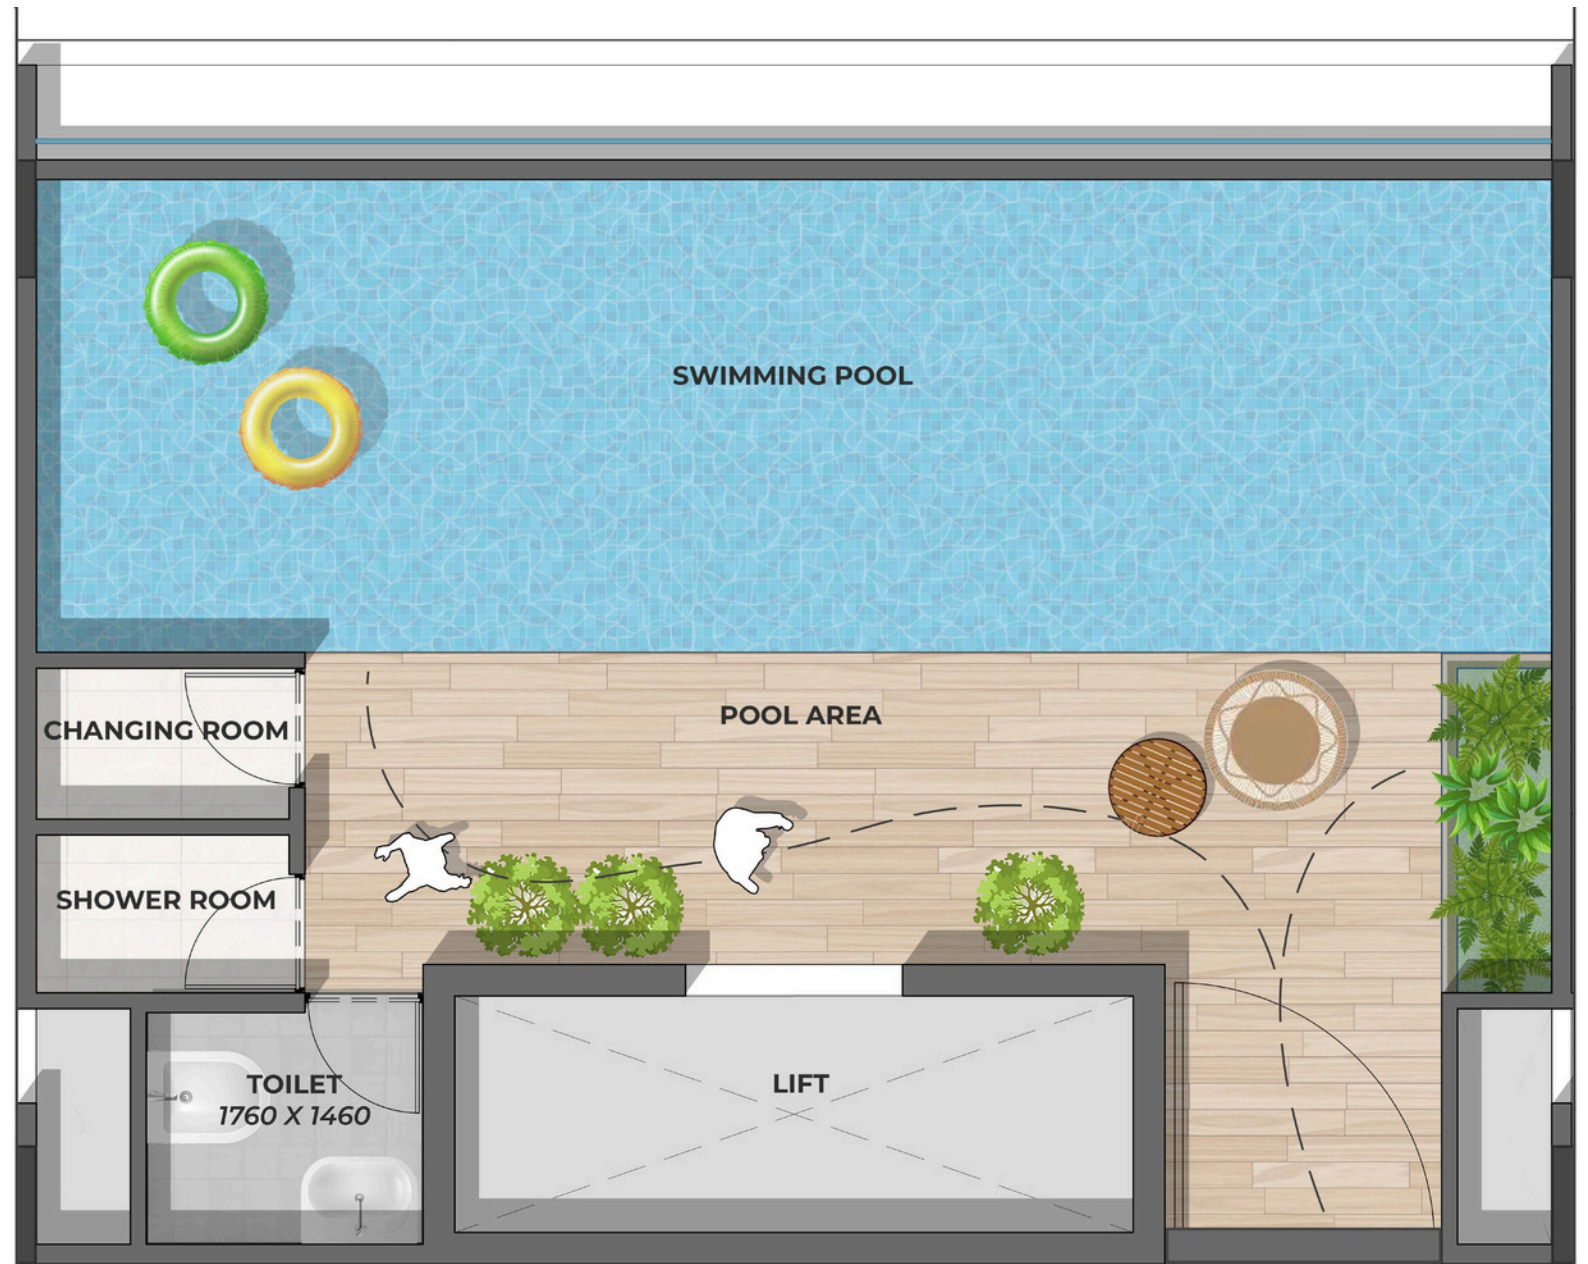 SWIMMING POOL
POOL AREA
CHANGING ROOM
SHOWER ROOM
TOILET
1760 X 1460
LIFT